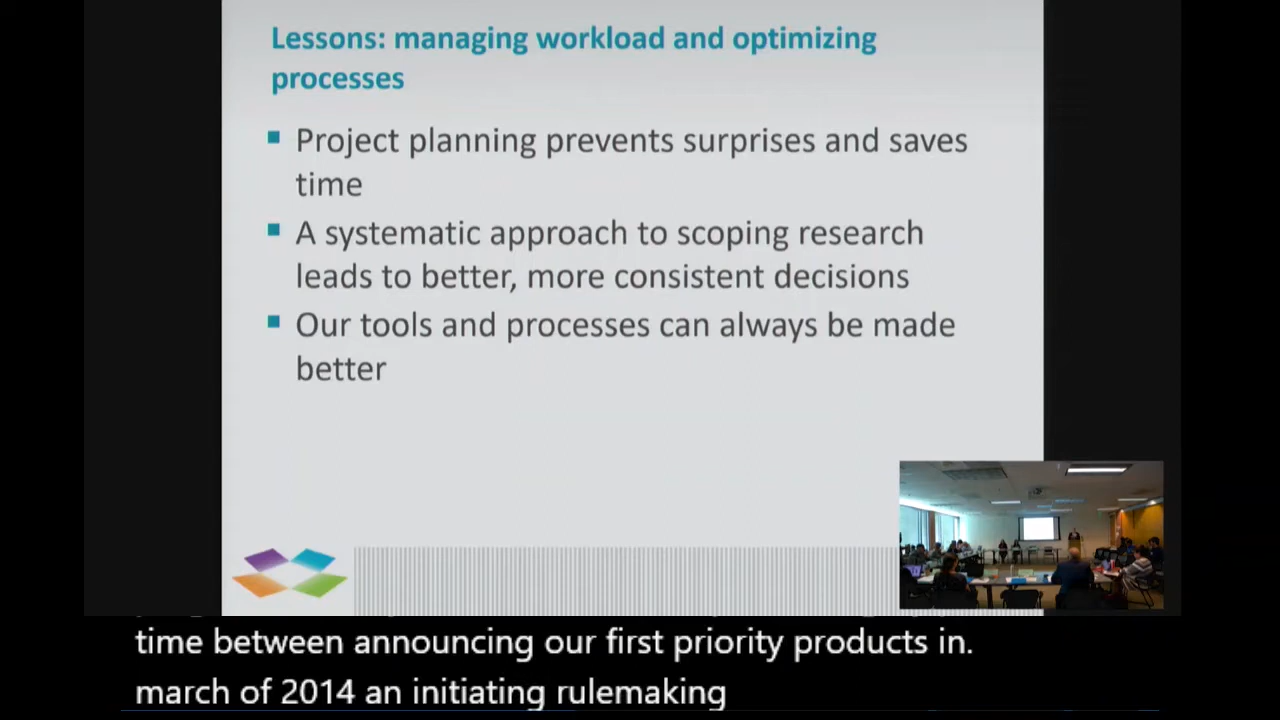 Lessons: managing workload and optimizing
processes
Project planning prevents surprises and saves
time
A systematic approach to scoping research
leads to better, more consistent decisions
Our tools and processes can always be made
better
time between announcing our first priority products in.
march of 2014 an initiating rulemaking